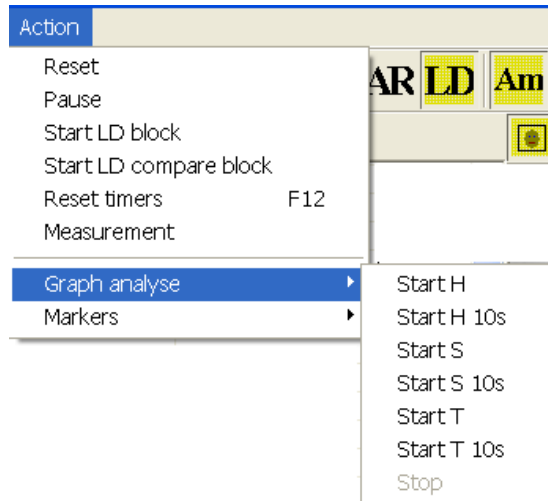 Action
AR LD Am
Reset
Pause
Start LD block
Start LD compare block
Reset timers F12
Measurement
Graph analyse
Markers
Start H
Start H 10s
Start S
Start S 10s
Start T
Start T 10s
Stop